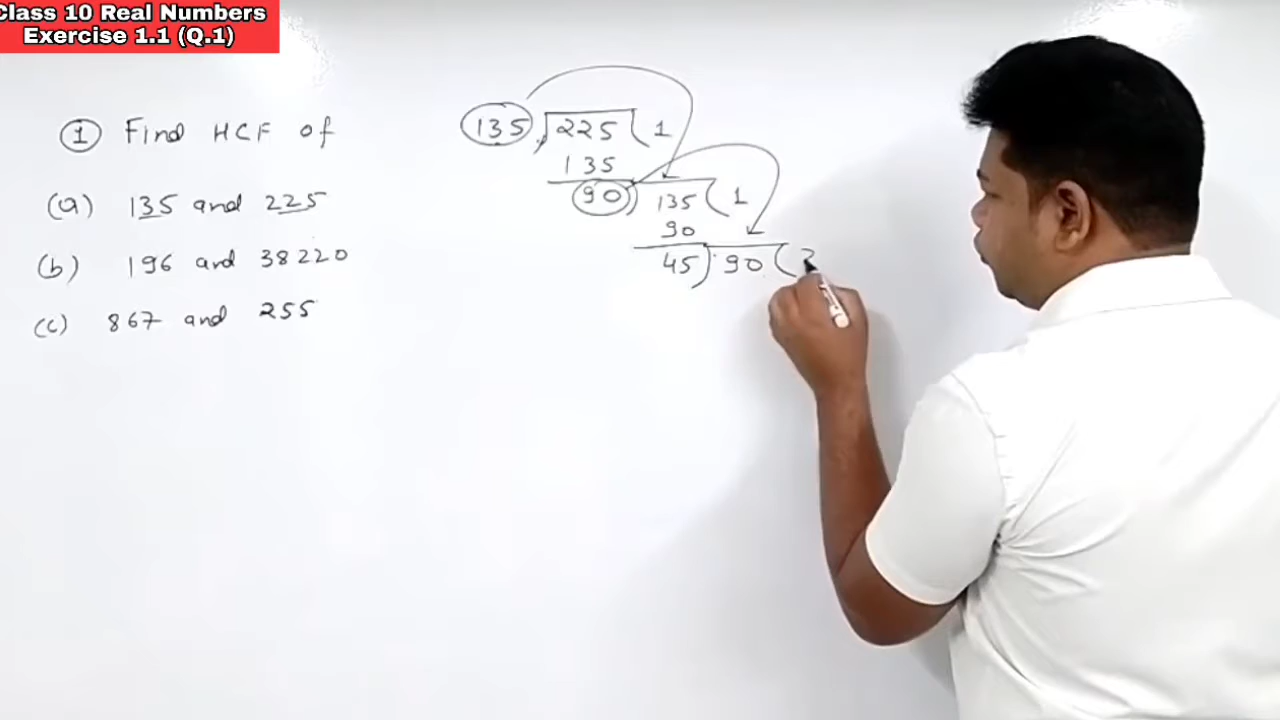 Class 10 Real Numbers
Exercise 1.1 (Q.1)
1 Find HCF of
(a) 135 and 225
(b) 196 and 38220
(c) 867 and 255
135) 225 (1
135
90) 135 (1
90
45) 90 (2